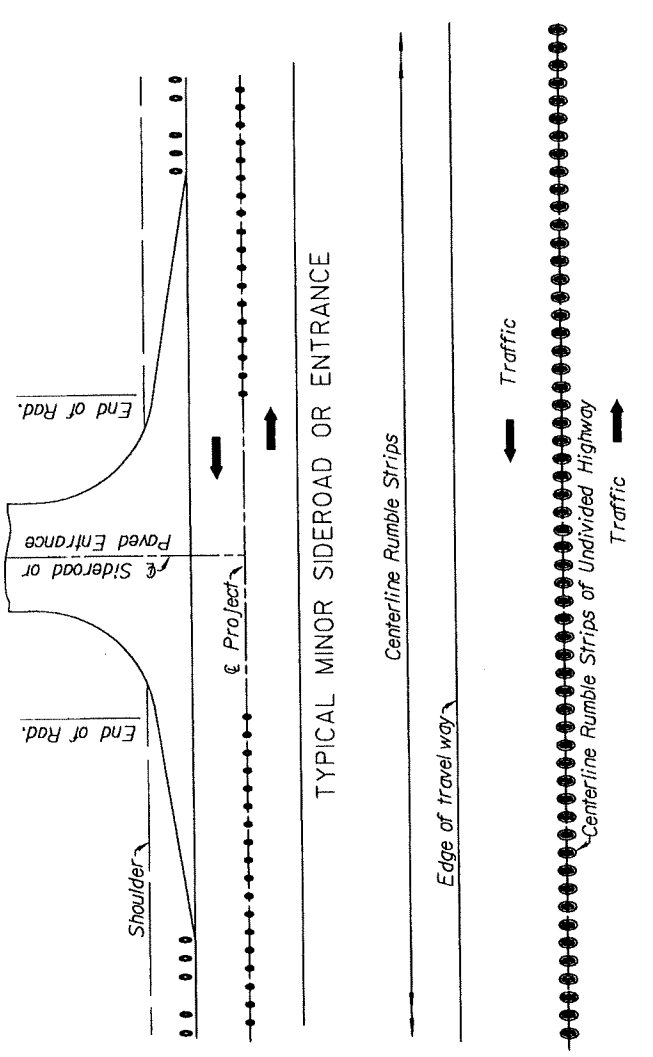 End of Rad.
℄ Sideroad or
Paved Entrance
End of Rad.
Shoulder
℄ Project
TYPICAL MINOR SIDEROAD OR ENTRANCE
Centerline Rumble Strips
Edge of travel way
Traffic
Centerline Rumble Strips of Undivided Highway
Traffic